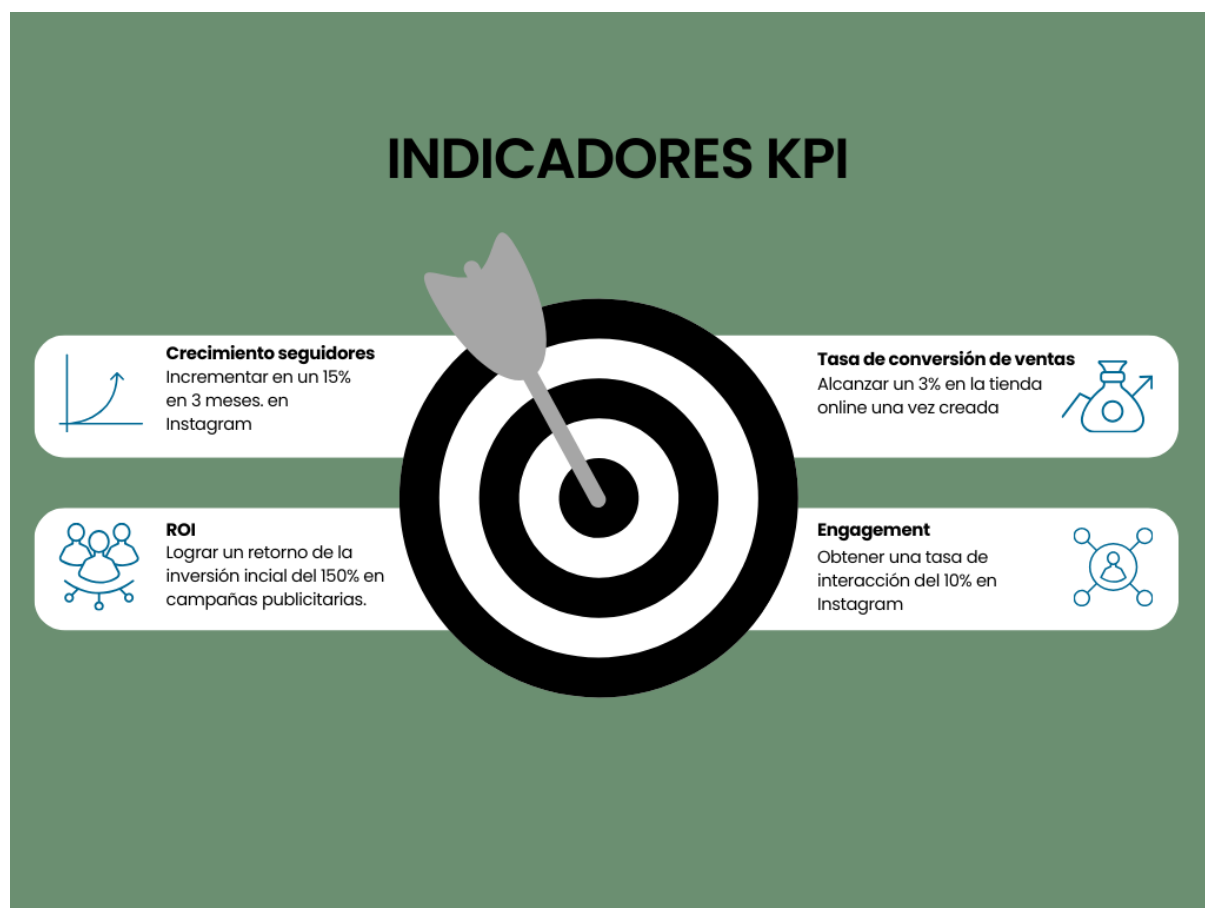 INDICADORES KPI
Crecimiento seguidores
Incrementar en un 15%
en 3 meses. en
Instagram
Tasa de conversión de ventas
Alcanzar un 3% en la tienda
online una vez creada
ROI
Lograr un retorno de la
inversión incial del 150% en
campañas publicitarias.
Engagement
Obtener una tasa de
interacción del 10% en
Instagram